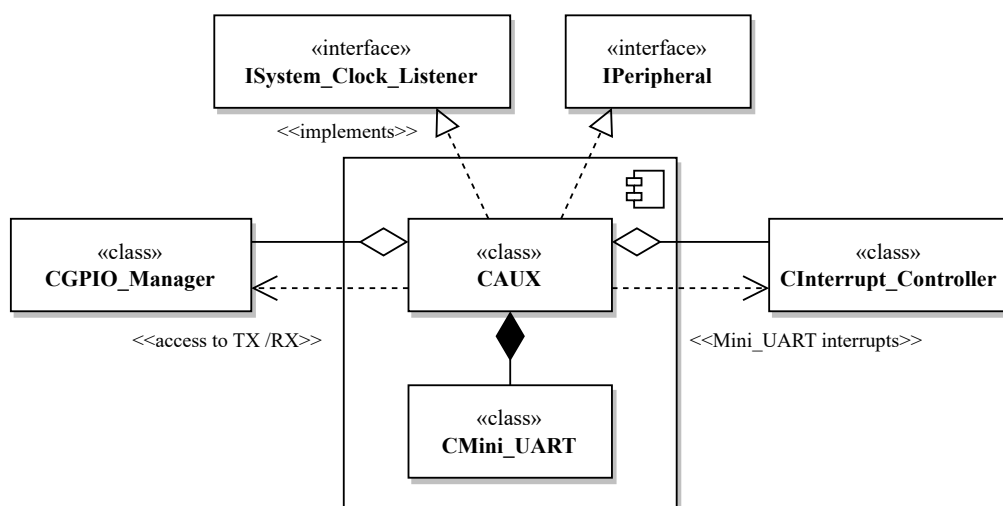 «interface»
ISystem_Clock_Listener
«interface»
IPeripheral
<<implements>>
«class»
CGPIO_Manager
«class»
CAUX
«class»
CInterrupt_Controller
<<access to TX /RX>>
<<Mini_UART interrupts>>
«class»
CMini_UART